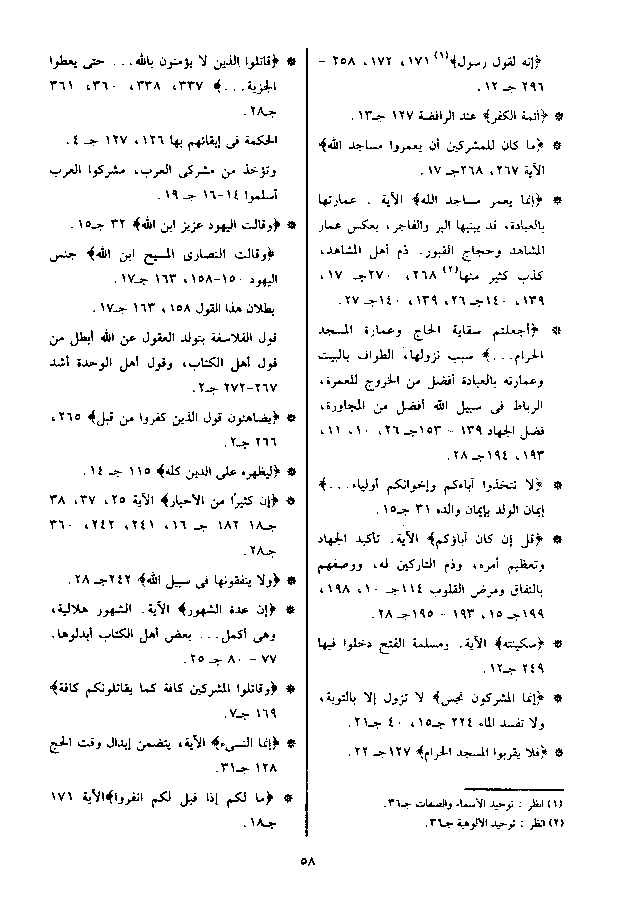 ﴿إنه لقول رسول﴾(١) ١٧١، ١٧٢، ٢٥٨ –
٢٩٦ جـ ١٢.
* ﴿أئمة الكفر﴾ عند الرافضة ١٢٧ جـ١٣.
* ﴿ما كان للمشركين أن يعمروا مساجد الله﴾
الآية ٢٦٧، ٢٦٨جـ ١٧.
* ﴿إنما يعمر مساجد الله﴾ الآية . عمارتها
بالعبادة، قد يبنيها البر والفاجر، بعكس عمار
المشاهد وحجاج القبور. ذم أهل المشاهد،
كذب كثير منها(٢) ٢٦٨، ٢٧٠جـ ١٧،
١٣٩، ١٤٠جـ ٢٦، ١٣٩، ١٤٠جـ ٢٧.
* ﴿أجعلتم سقاية الحاج وعمارة المسجد
الحرام...﴾ سبب نزولها، الطواف بالبيت
وعمارته بالعبادة أفضل من الخروج للعمرة،
الرباط فى سبيل الله أفضل من المجاورة،
فضل الجهاد ١٣٩ – ١٥٣جـ ٢٦، ١٠، ١١،
١٩٣، ١٩٤جـ ٢٨.
* ﴿لا تتخذوا آباءكم وإخوانكم أولياء...﴾
إيمان الولد بإيمان والده ٣١ جـ١٥.
* ﴿قل إن كان آباؤكم﴾ الآية. تأكيد الجهاد
وتعظيم أمره، وذم التاركين له، ووصفهم
بالنفاق ومرض القلوب ١١٤جـ ١٠، ١٩٨،
١٩٩جـ ١٥، ١٩٣ – ١٩٥جـ ٢٨.
* ﴿سكينته﴾ الآية. ومسلمة الفتح دخلوا فيها
٢٤٩ جـ١٢.
* ﴿إنما المشركون نجس﴾ لا تزول إلا بالتوبة،
ولا تفسد الماء ٢٢٤ جـ١٥، ٤٠ جـ٢١.
* ﴿فلا يقربوا المسجد الحرام﴾ ١٢٧جـ ٢٢.
(١) انظر : توحيد الأسماء والصفات جـ٣٦.
(٢) انظر : توحيد الألوهية جـ٣٦.
* ﴿قاتلوا الذين لا يؤمنون بالله... حتى يعطوا
الجزية...﴾ ٣٣٧، ٣٣٨، ٣٦٠، ٣٦١
جـ٢٨.
الحكمة فى إبقائهم بها ١٢٦، ١٢٧ جـ ٤.
وتؤخذ من مشركى العرب، مشركوا العرب
أسلموا ١٤–١٦ جـ ١٩.
* ﴿وقالت اليهود عزير ابن الله﴾ ٣٢ جـ١٥.
﴿وقالت النصارى المسيح ابن الله﴾ جنس
اليهود ١٥٠–١٥٨، ١٦٣ جـ١٧.
بطلان هذا القول ١٥٨، ١٦٣ جـ١٧.
قول الفلاسفة بتولد العقول عن الله أبطل من
قول أهل الكتاب، وقول أهل الوحدة أشد
٢٦٧–٢٧٢ جـ٢.
* ﴿يضاهئون قول الذين كفروا من قبل﴾ ٢٦٥،
٢٦٦ جـ٢.
* ﴿ليظهره على الدين كله﴾ ١١٥ جـ ١٤.
* ﴿إن كثيرًا من الأحبار﴾ الآية ٢٥، ٣٧، ٣٨
جـ١٨ ١٨٢ جـ ١٦، ٢٤١، ٢٤٢، ٣٦٠
جـ٢٨.
* ﴿ولا ينفقونها فى سبيل الله﴾ ٢٤٢جـ ٢٨.
* ﴿إن عدة الشهور﴾ الآية. الشهور هلالية،
وهى أكمل... بعض أهل الكتاب أبدلوها.
٧٧ – ٨٠ جـ ٢٥.
* ﴿وقاتلوا المشركين كافة كما يقاتلونكم كافة﴾
١٦٩ جـ٧.
* ﴿إنما النسىء﴾ الآية، يتضمن إبدال وقت الحج
١٢٨ جـ٣١.
* ﴿ما لكم إذا قيل لكم انفروا﴾الآية ١٧٦
جـ١٨.
٥٨